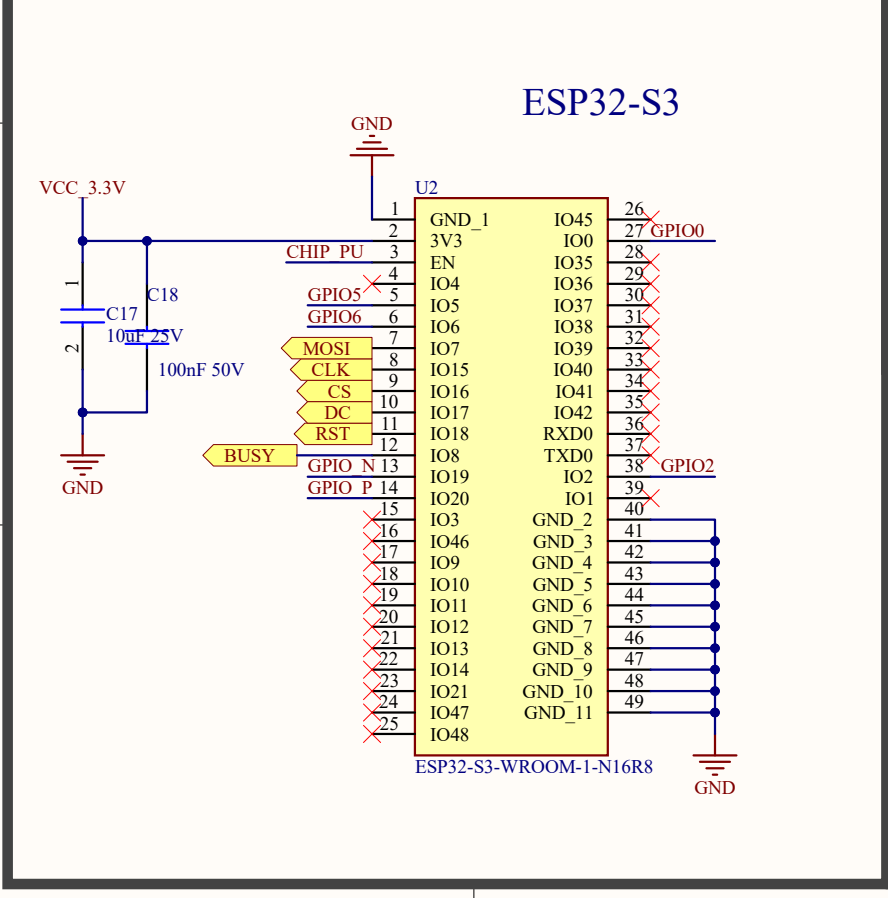 ESP32-S3
GND
VCC_3.3V
U2
1 GND_1 IO45 26
2 3V3 IO0 27 GPIO0
CHIP_PU 3 EN IO35 28
4 IO4 IO36 29
GPIO5 5 IO5 IO37 30
GPIO6 6 IO6 IO38 31
MOSI 7 IO7 IO39 32
CLK 8 IO15 IO40 33
CS 9 IO16 IO41 34
DC 10 IO17 IO42 35
RST 11 IO18 RXD0 36
BUSY 12 IO8 TXD0 37
GPIO_N 13 IO19 IO2 38 GPIO2
GPIO_P 14 IO20 IO1 39
15 IO3 GND_2 40
16 IO46 GND_3 41
17 IO9 GND_4 42
18 IO10 GND_5 43
19 IO11 GND_6 44
20 IO12 GND_7 45
21 IO13 GND_8 46
22 IO14 GND_9 47
23 IO21 GND_10 48
24 IO47 GND_11 49
25 IO48
ESP32-S3-WROOM-1-N16R8
GND
1
2
C17
10uF 25V
C18
100nF 50V
GND